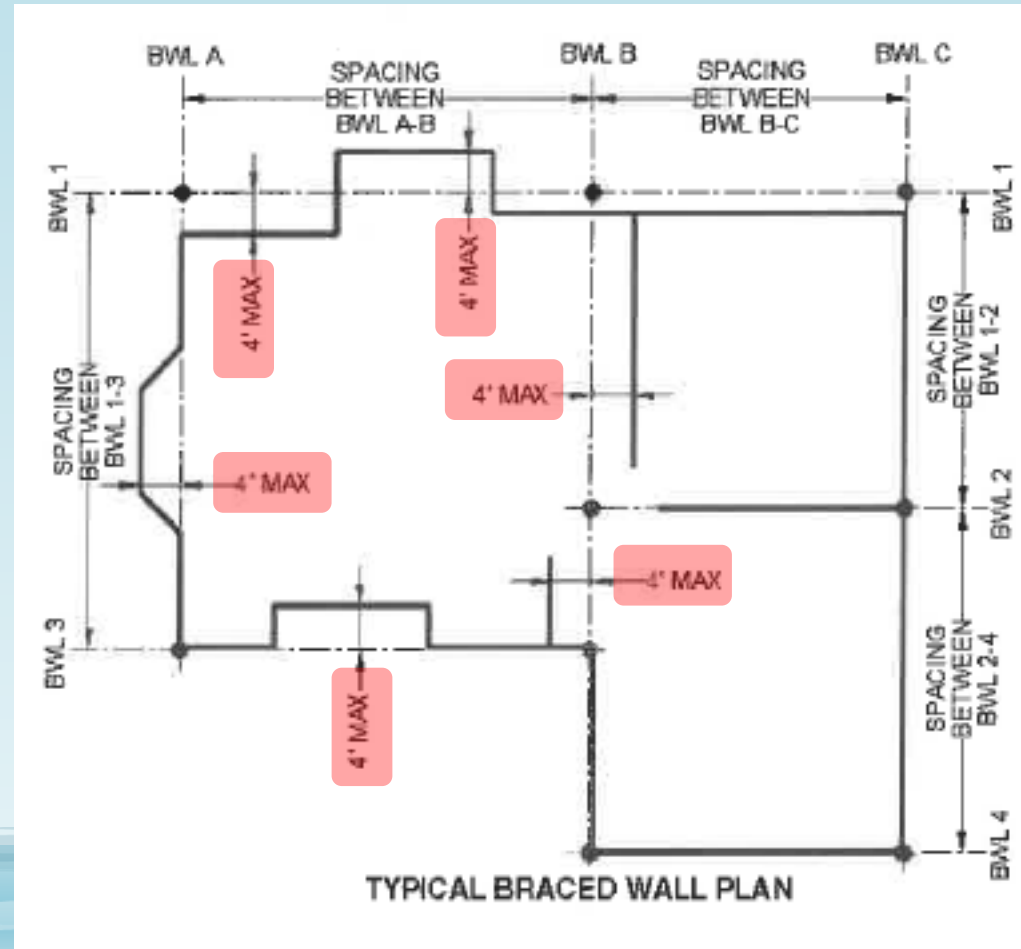 BWL A
BWL B
BWL C
SPACING
BETWEEN
BWL A-B
SPACING
BETWEEN
BWL B-C
BWL 1
BWL 1
4' MAX
4' MAX
4' MAX
SPACING
BETWEEN
BWL 1-3
SPACING
BETWEEN
BWL 1-2
4' MAX
BWL 2
4' MAX
BWL 3
4' MAX
SPACING
BETWEEN
BWL 2-4
BWL 4
TYPICAL BRACED WALL PLAN